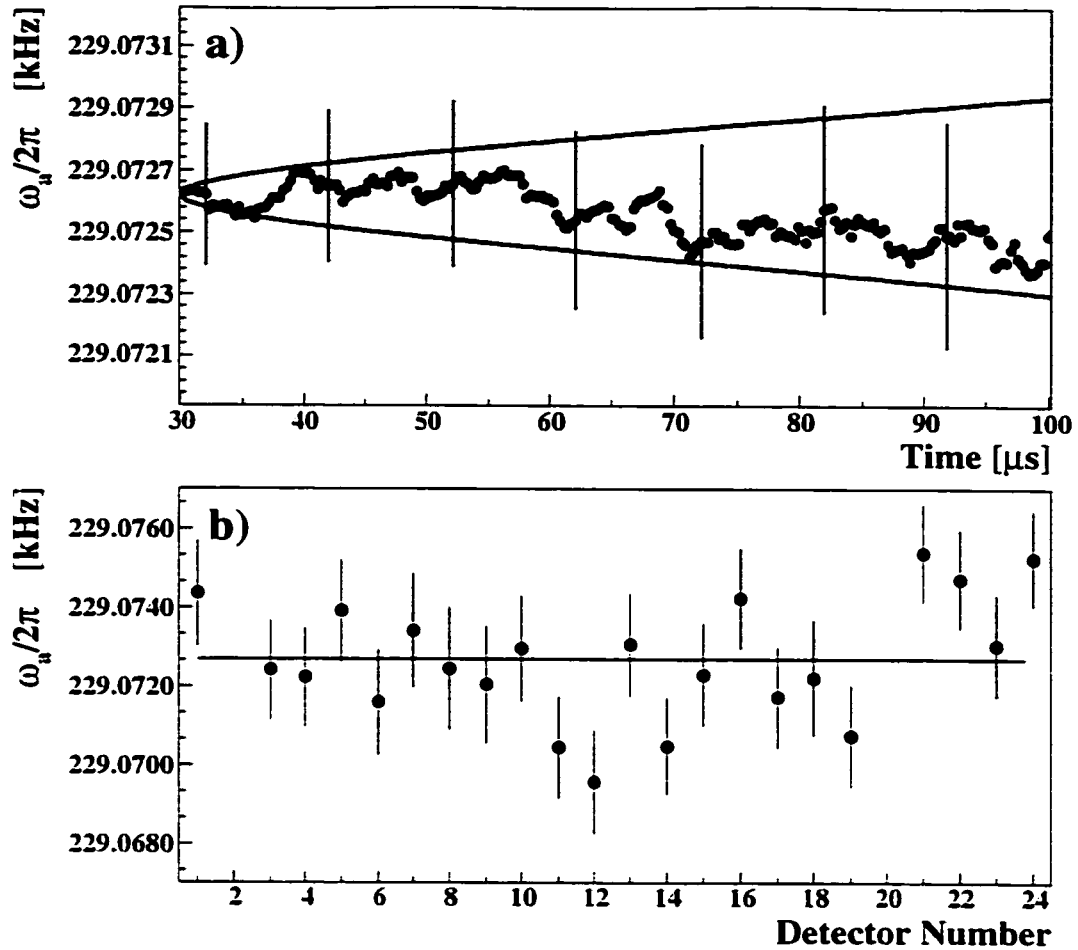 a)
ω_a/2π [kHz]
229.0731
229.0729
229.0727
229.0725
229.0723
229.0721
30 40 50 60 70 80 90 100
Time [μs]
b)
ω_a/2π [kHz]
229.0760
229.0740
229.0720
229.0700
229.0680
2 4 6 8 10 12 14 16 18 20 22 24
Detector Number